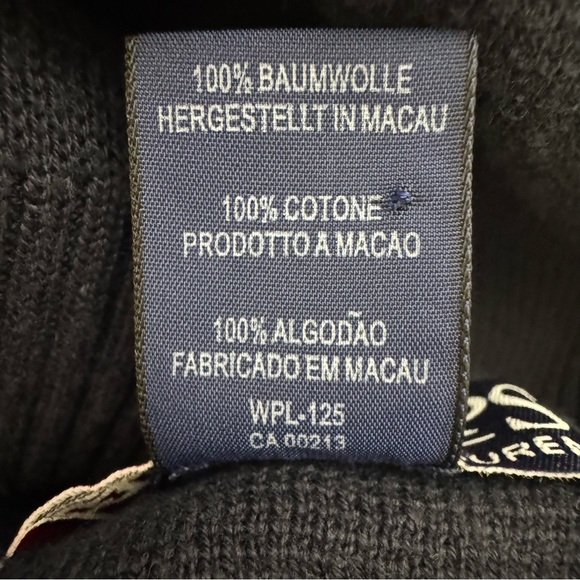 100% BAUMWOLLE
HERGESTELLT IN MACAU
100% COTONE
PRODOTTO A MACAO
100% ALGODÃO
FABRICADO EM MACAU
WPL-125
CA 00213